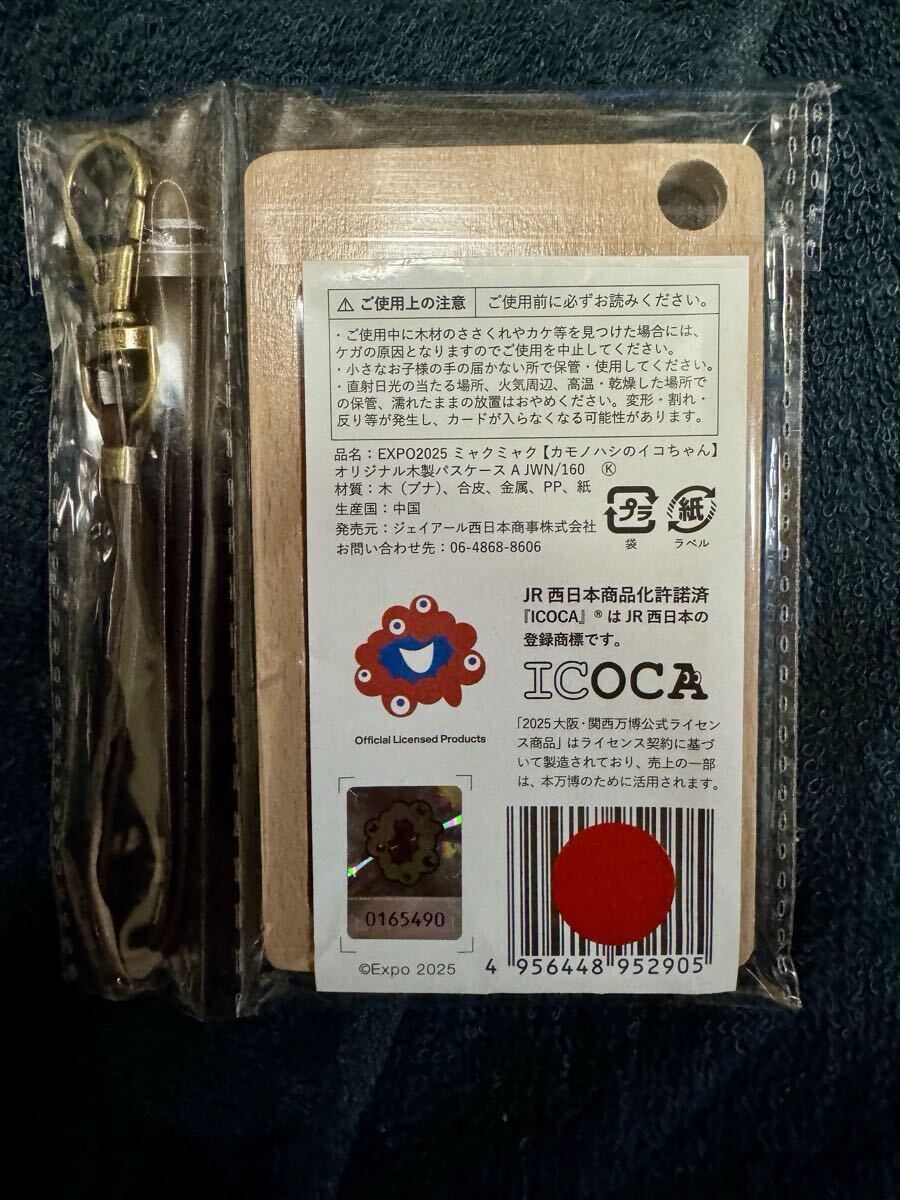 ⚠ ご使用上の注意 ご使用前に必ずお読みください。
・ご使用中に木材のささくれやカケ等を見つけた場合には、
ケガの原因となりますのでご使用を中止してください。
・小さなお子様の手の届かない所で保管・使用してください。
・直射日光の当たる場所、火気周辺、高温・乾燥した場所で
の保管、濡れたままの放置はおやめください。変形・割れ・
反り等が発生し、カードが入らなくなる可能性があります。
品名：EXPO2025 ミャクミャク【カモノハシのイコちゃん】
オリジナル木製パスケース A JWN/160 Ⓚ
材質：木（ブナ）、合皮、金属、PP、紙
生産国：中国
発売元：ジェイアール西日本商事株式会社
お問い合わせ先：06-4868-8606
プラ
袋
紙
ラベル
JR西日本商品化許諾済
『ICOCA』®はJR西日本の
登録商標です。
ICOCA
Official Licensed Products
「2025大阪・関西万博公式ライセン
ス商品」はライセンス契約に基づ
いて製造されており、売上の一部
は、本万博のために活用されます。
0165490
©Expo 2025
4 956448 952905